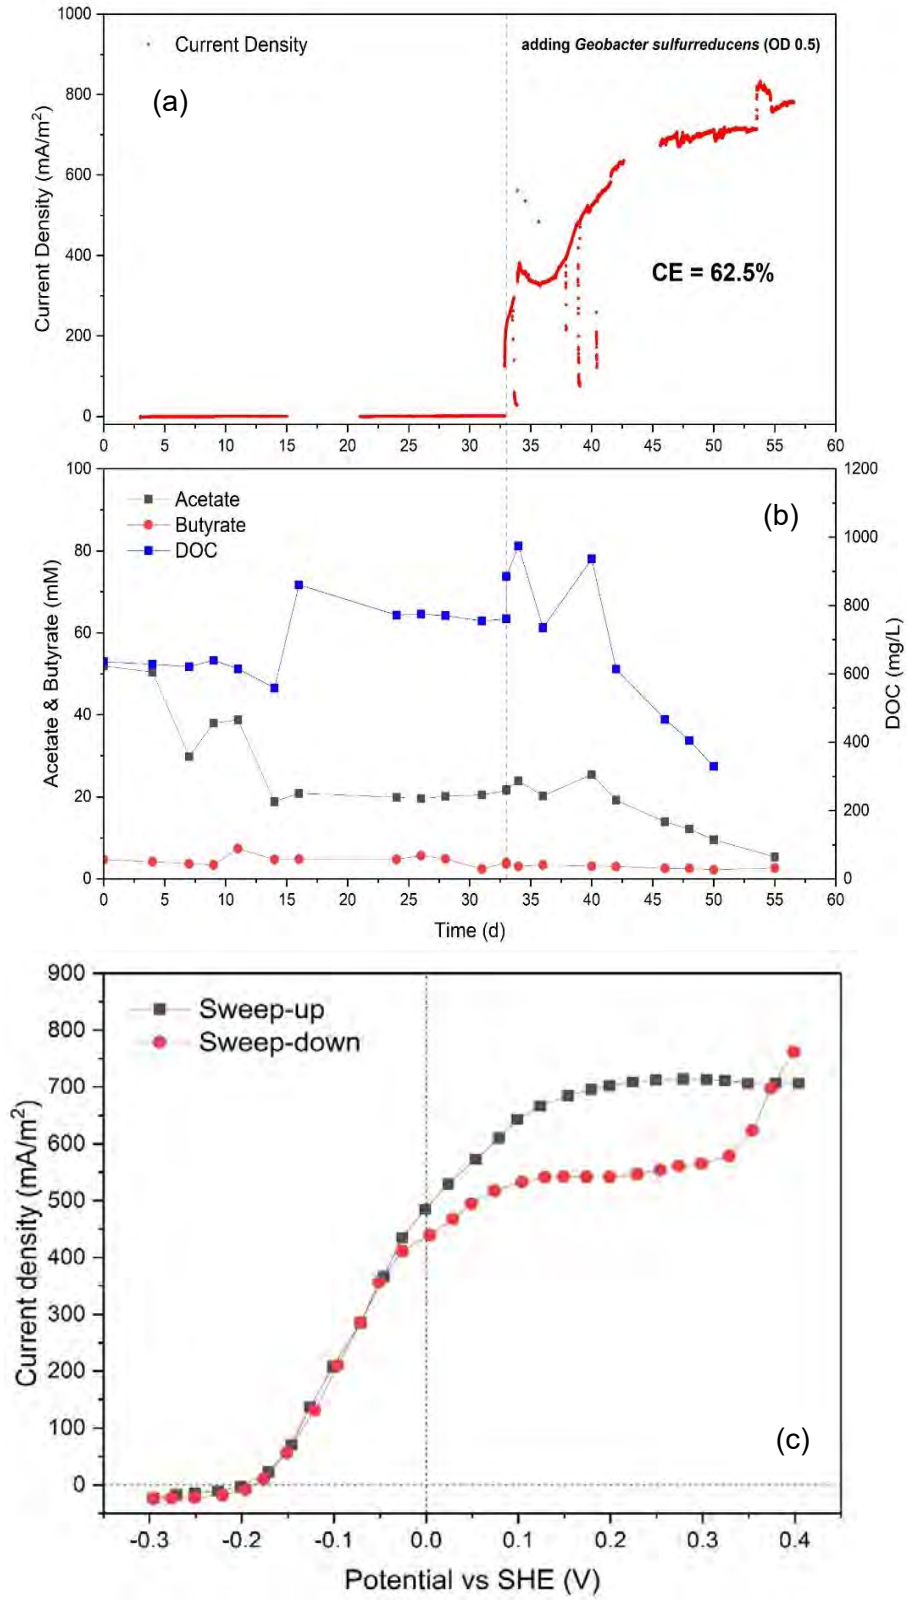 1000
Current Density
adding Geobacter sulfurreducens (OD 0.5)
800
(a)
600
Current Density (mA/m²)
400
CE = 62.5%
200
0
0 5 10 15 20 25 30 35 40 45 50 55 60
100 1200
Acetate
Butyrate
DOC
(b)
1000
80
800
60
Acetate & Butyrate (mM)
600
DOC (mg/L)
40
400
20
200
0 0
0 5 10 15 20 25 30 35 40 45 50 55 60
Time (d)
900
Sweep-up
800
Sweep-down
700
600
500
Current density (mA/m²)
400
300
200
100
(c)
0
-0.3 -0.2 -0.1 0.0 0.1 0.2 0.3 0.4
Potential vs SHE (V)